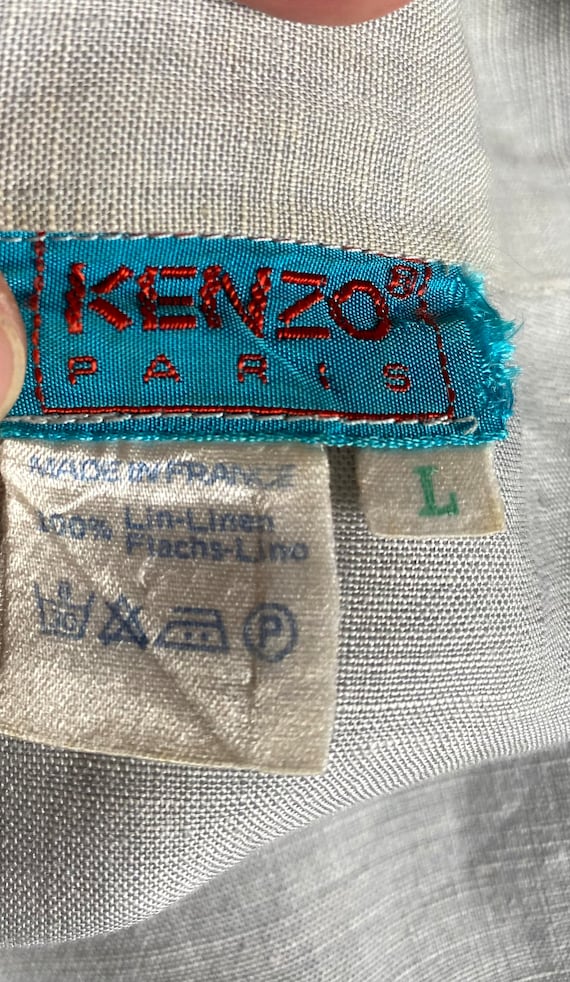 KENZO®
PARIS
L
MADE IN FRANCE
100% Lin-Linen
Flachs-Lino
P